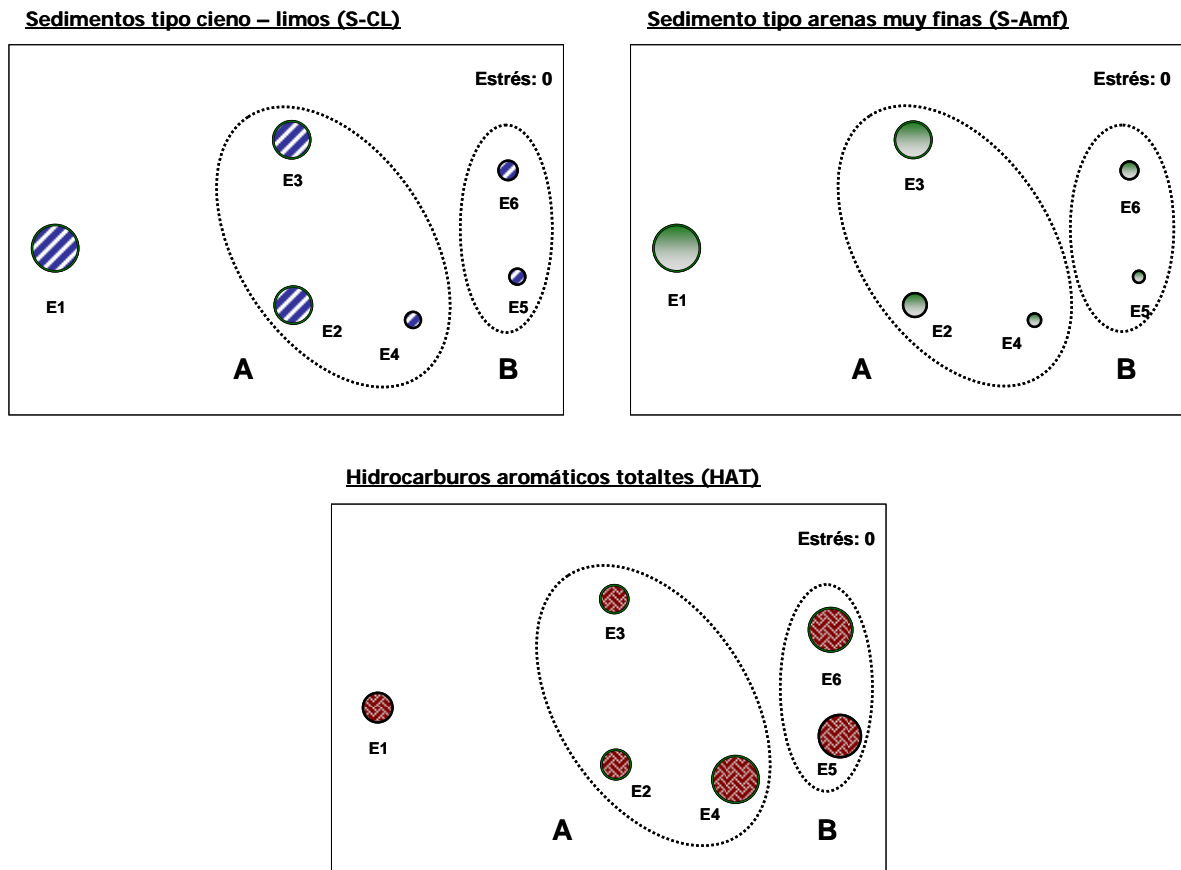 Sedimentos tipo cieno – limos (S-CL)
Estrés: 0
E3
E6
E1
E5
E2
E4
A
B
Sedimento tipo arenas muy finas (S-Amf)
Estrés: 0
E3
E6
E1
E5
E2
E4
A
B
Hidrocarburos aromáticos totaltes (HAT)
Estrés: 0
E3
E6
E1
E5
E2
E4
A
B